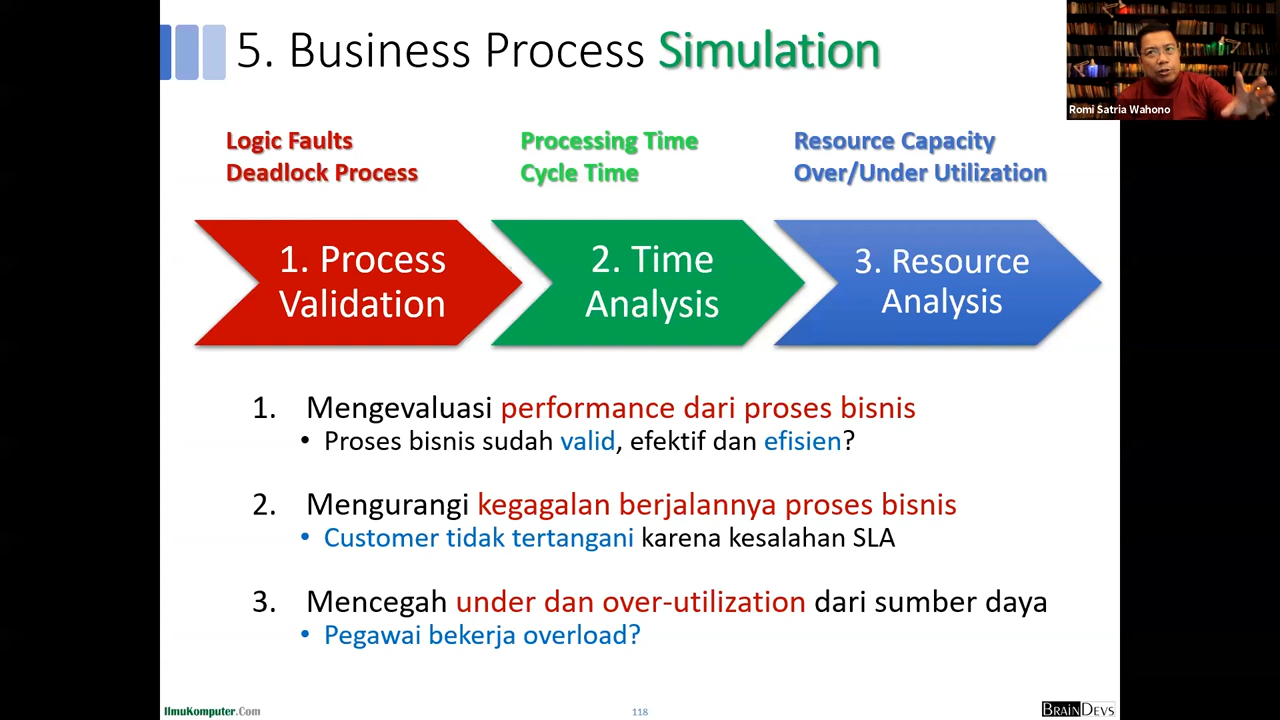 5. Business Process Simulation
Romi Satria Wahono
Logic Faults
Deadlock Process
Processing Time
Cycle Time
Resource Capacity
Over/Under Utilization
1. Process
Validation
2. Time
Analysis
3. Resource
Analysis
1. Mengevaluasi performance dari proses bisnis
• Proses bisnis sudah valid, efektif dan efisien?
2. Mengurangi kegagalan berjalannya proses bisnis
• Customer tidak tertangani karena kesalahan SLA
3. Mencegah under dan over-utilization dari sumber daya
• Pegawai bekerja overload?
IlmuKomputer.Com
118
BRAINDEVS